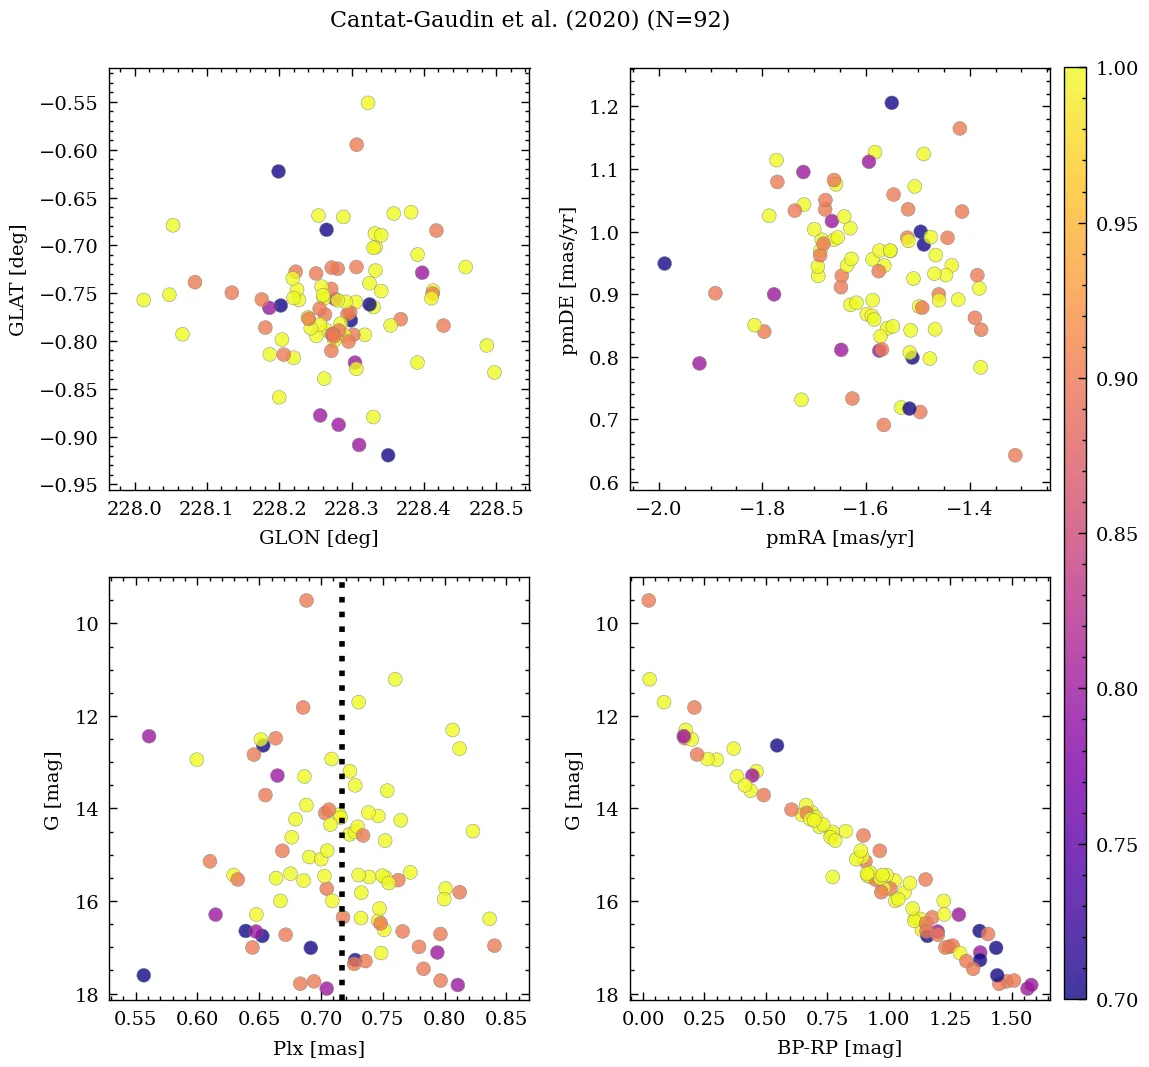 Cantat-Gaudin et al. (2020) (N=92)
−0.55
−0.60
−0.65
−0.70
−0.75
−0.80
−0.85
−0.90
−0.95
GLAT [deg]
228.0 228.1 228.2 228.3 228.4 228.5
GLON [deg]
1.2
1.1
1.0
0.9
0.8
0.7
0.6
pmDE [mas/yr]
−2.0 −1.8 −1.6 −1.4
pmRA [mas/yr]
10
12
14
16
18
G [mag]
0.55 0.60 0.65 0.70 0.75 0.80 0.85
Plx [mas]
10
12
14
16
18
G [mag]
0.00 0.25 0.50 0.75 1.00 1.25 1.50
BP-RP [mag]
1.00
0.95
0.90
0.85
0.80
0.75
0.70